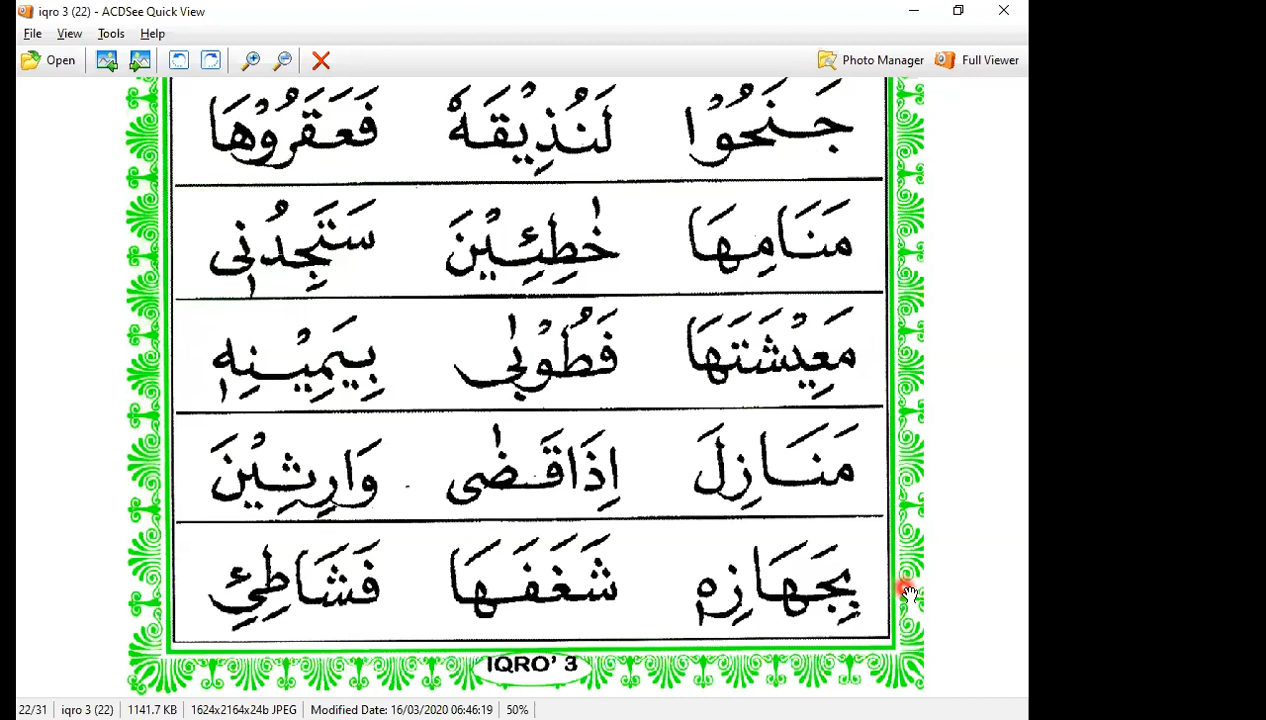 iqro 3 (22) - ACDSee Quick View
File View Tools Help
Open Photo Manager Full Viewer
جَنَحُوْا لَنُذِيْقَهُ فَعَقَرُوْهَا
مَنَامِهَا خٰطِئِيْنَ سَتَجِدُنِيْ
مَعِيْشَتَهَا فَطُوْبٰى بِيَمِيْنِهٖ
مَنَازِلَ اِذَاقَضٰى وَارِثِيْنَ
بِجَهَازِهٖ شَغَفَهَا فَشَاطِئِ
IQRO' 3
22/31 iqro 3 (22) 1141.7 KB 1624x2164x24b JPEG Modified Date: 16/03/2020 06:46:19 50%